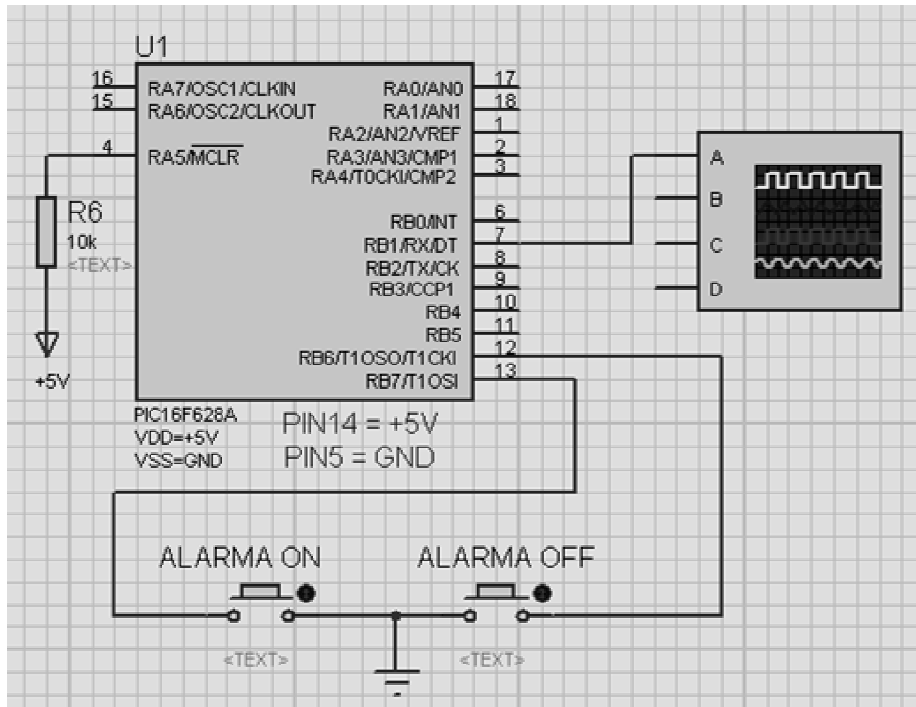 U1
16 RA7/OSC1/CLKIN RA0/AN0 17
15 RA6/OSC2/CLKOUT RA1/AN1 18
RA2/AN2/VREF 1
4 RA5/MCLR RA3/AN3/CMP1 2
RA4/T0CKI/CMP2 3
RB0/INT 6
RB1/RX/DT 7
RB2/TX/CK 8
RB3/CCP1 9
RB4 10
RB5 11
RB6/T1OSO/T1CKI 12
RB7/T1OSI 13
R6
10k
<TEXT>
+5V
A
B
C
D
PIC16F628A
VDD=+5V
VSS=GND
PIN14 = +5V
PIN5 = GND
ALARMA ON ALARMA OFF
<TEXT> <TEXT>